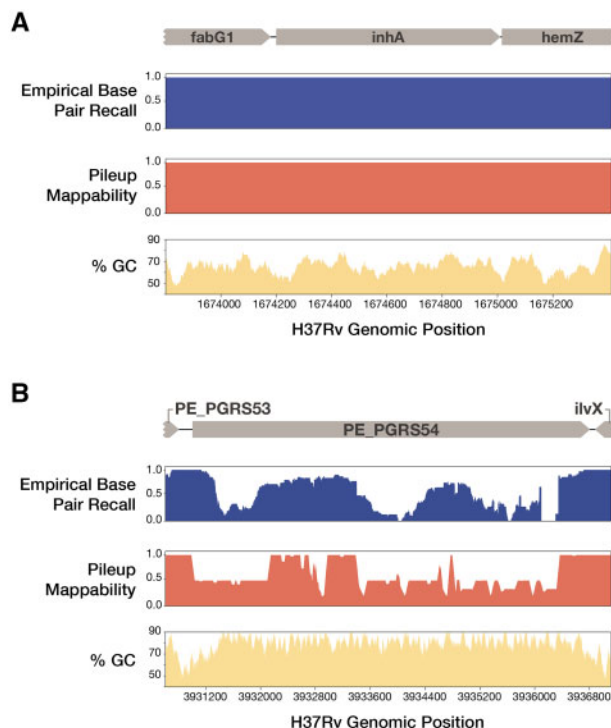 A
fabG1 inhA hemZ
Empirical Base
Pair Recall
1.0
0.5
0.0
Pileup
Mappability
1.0
0.5
0.0
% GC
90
70
50
1674000 1674200 1674400 1674600 1674800 1675000 1675200
H37Rv Genomic Position
B
PE_PGRS53 ilvX
PE_PGRS54
Empirical Base
Pair Recall
1.0
0.5
0.0
Pileup
Mappability
1.0
0.5
0.0
% GC
90
70
50
3931200 3932000 3932800 3933600 3934400 3935200 3936000 3936800
H37Rv Genomic Position